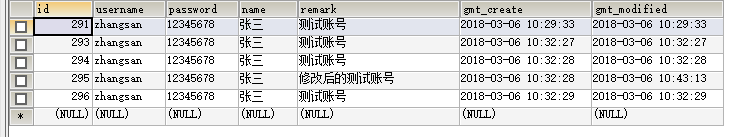 id username password name remark gmt_create gmt_modified
291 zhangsan 12345678 张三 测试账号 2018-03-06 10:29:33 2018-03-06 10:29:33
293 zhangsan 12345678 张三 测试账号 2018-03-06 10:32:27 2018-03-06 10:32:27
294 zhangsan 12345678 张三 测试账号 2018-03-06 10:32:28 2018-03-06 10:32:28
295 zhangsan 12345678 张三 修改后的测试账号 2018-03-06 10:32:28 2018-03-06 10:43:13
296 zhangsan 12345678 张三 测试账号 2018-03-06 10:32:29 2018-03-06 10:32:29
* (NULL) (NULL) (NULL) (NULL) (NULL) (NULL) (NULL)